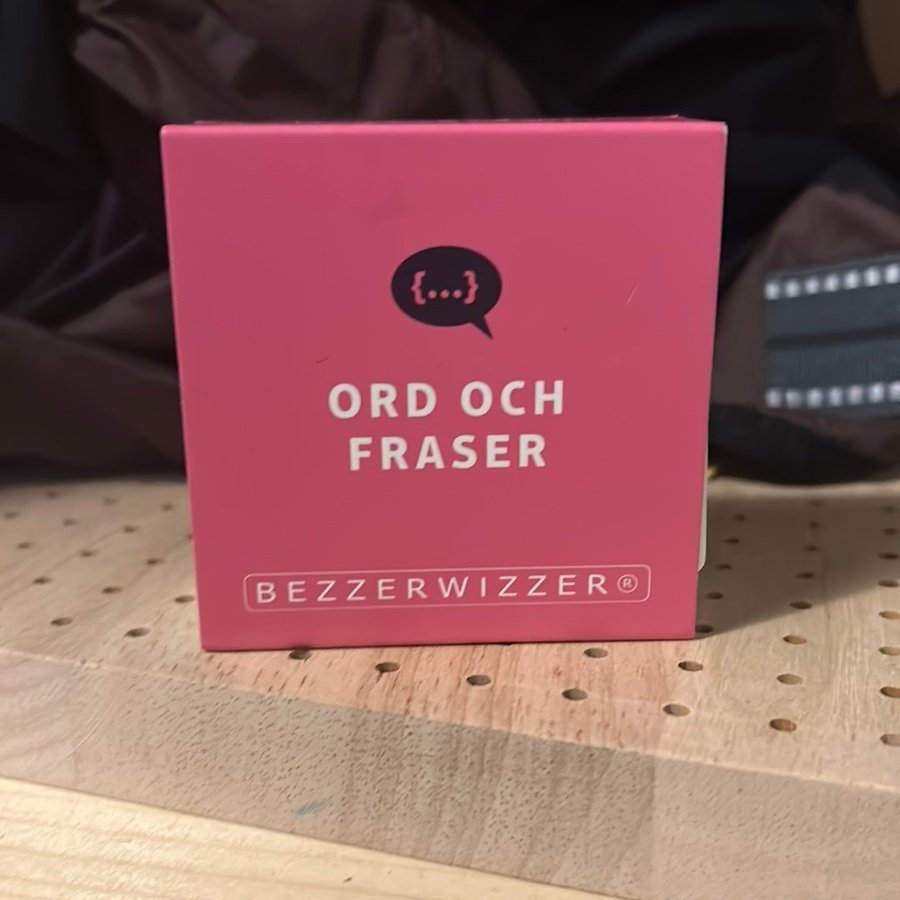 {...}
ORD OCH
FRASER
BEZZERWIZZER®